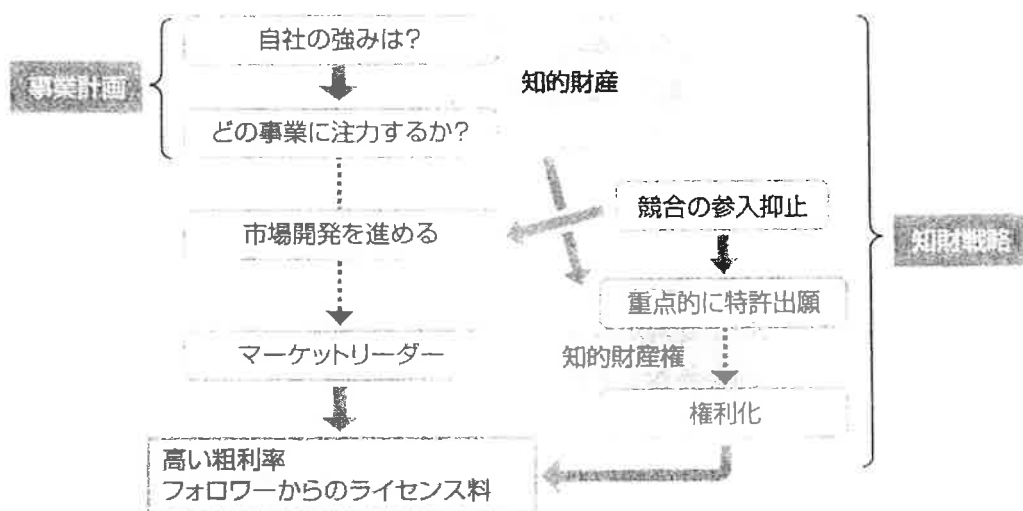 自社の強みは?
事業計画
知的財産
どの事業に注力するか?
競合の参入抑止
市場開発を進める
知財戦略
重点的に特許出願
マーケットリーダー
知的財産権
権利化
高い粗利率
フォロワーからのライセンス料